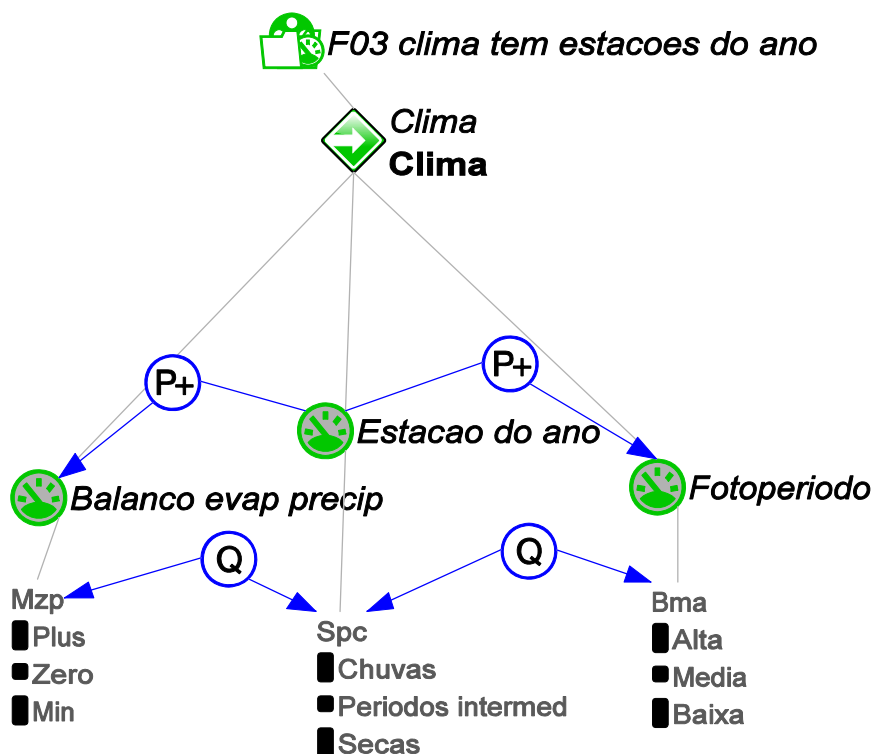 F03 clima tem estacoes do ano
Clima
Clima
P+
P+
Estacao do ano
Balanco evap precip
Fotoperiodo
Q
Q
Mzp
Plus
Zero
Min
Spc
Chuvas
Periodos intermed
Secas
Bma
Alta
Media
Baixa